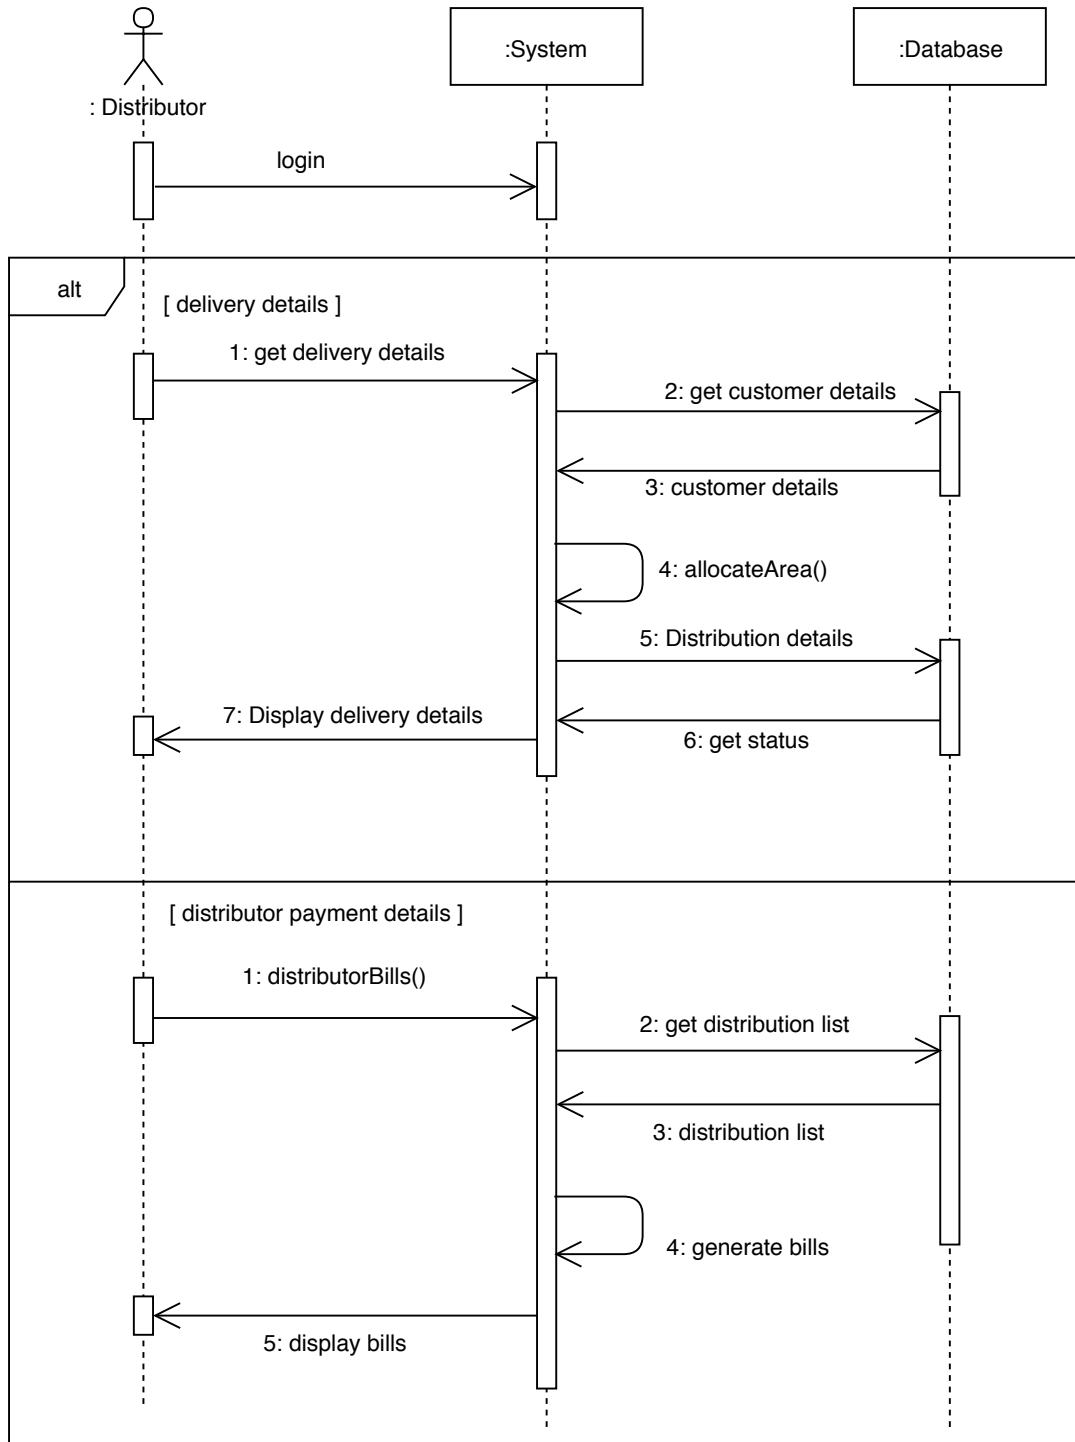 : Distributor
:System
:Database
login
alt
[ delivery details ]
1: get delivery details
2: get customer details
3: customer details
4: allocateArea()
5: Distribution details
6: get status
7: Display delivery details
[ distributor payment details ]
1: distributorBills()
2: get distribution list
3: distribution list
4: generate bills
5: display bills